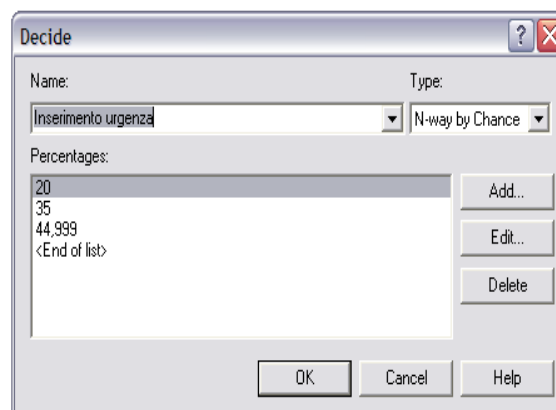 Decide
Name: Type:
Inserimento urgenza N-way by Chance
Percentages:
20
35
44,999
<End of list>
Add...
Edit...
Delete
OK Cancel Help